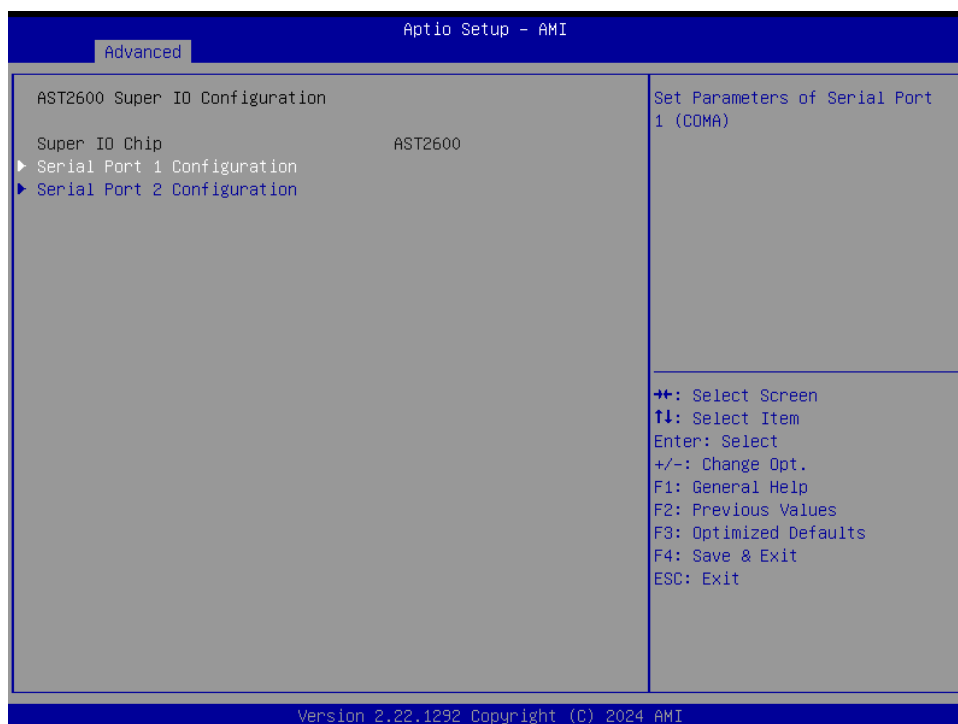 Aptio Setup – AMI
Advanced
AST2600 Super IO Configuration
Super IO Chip AST2600
▶ Serial Port 1 Configuration
▶ Serial Port 2 Configuration
Set Parameters of Serial Port
1 (COMA)
→←: Select Screen
↑↓: Select Item
Enter: Select
+/-: Change Opt.
F1: General Help
F2: Previous Values
F3: Optimized Defaults
F4: Save & Exit
ESC: Exit
Version 2.22.1292 Copyright (C) 2024 AMI